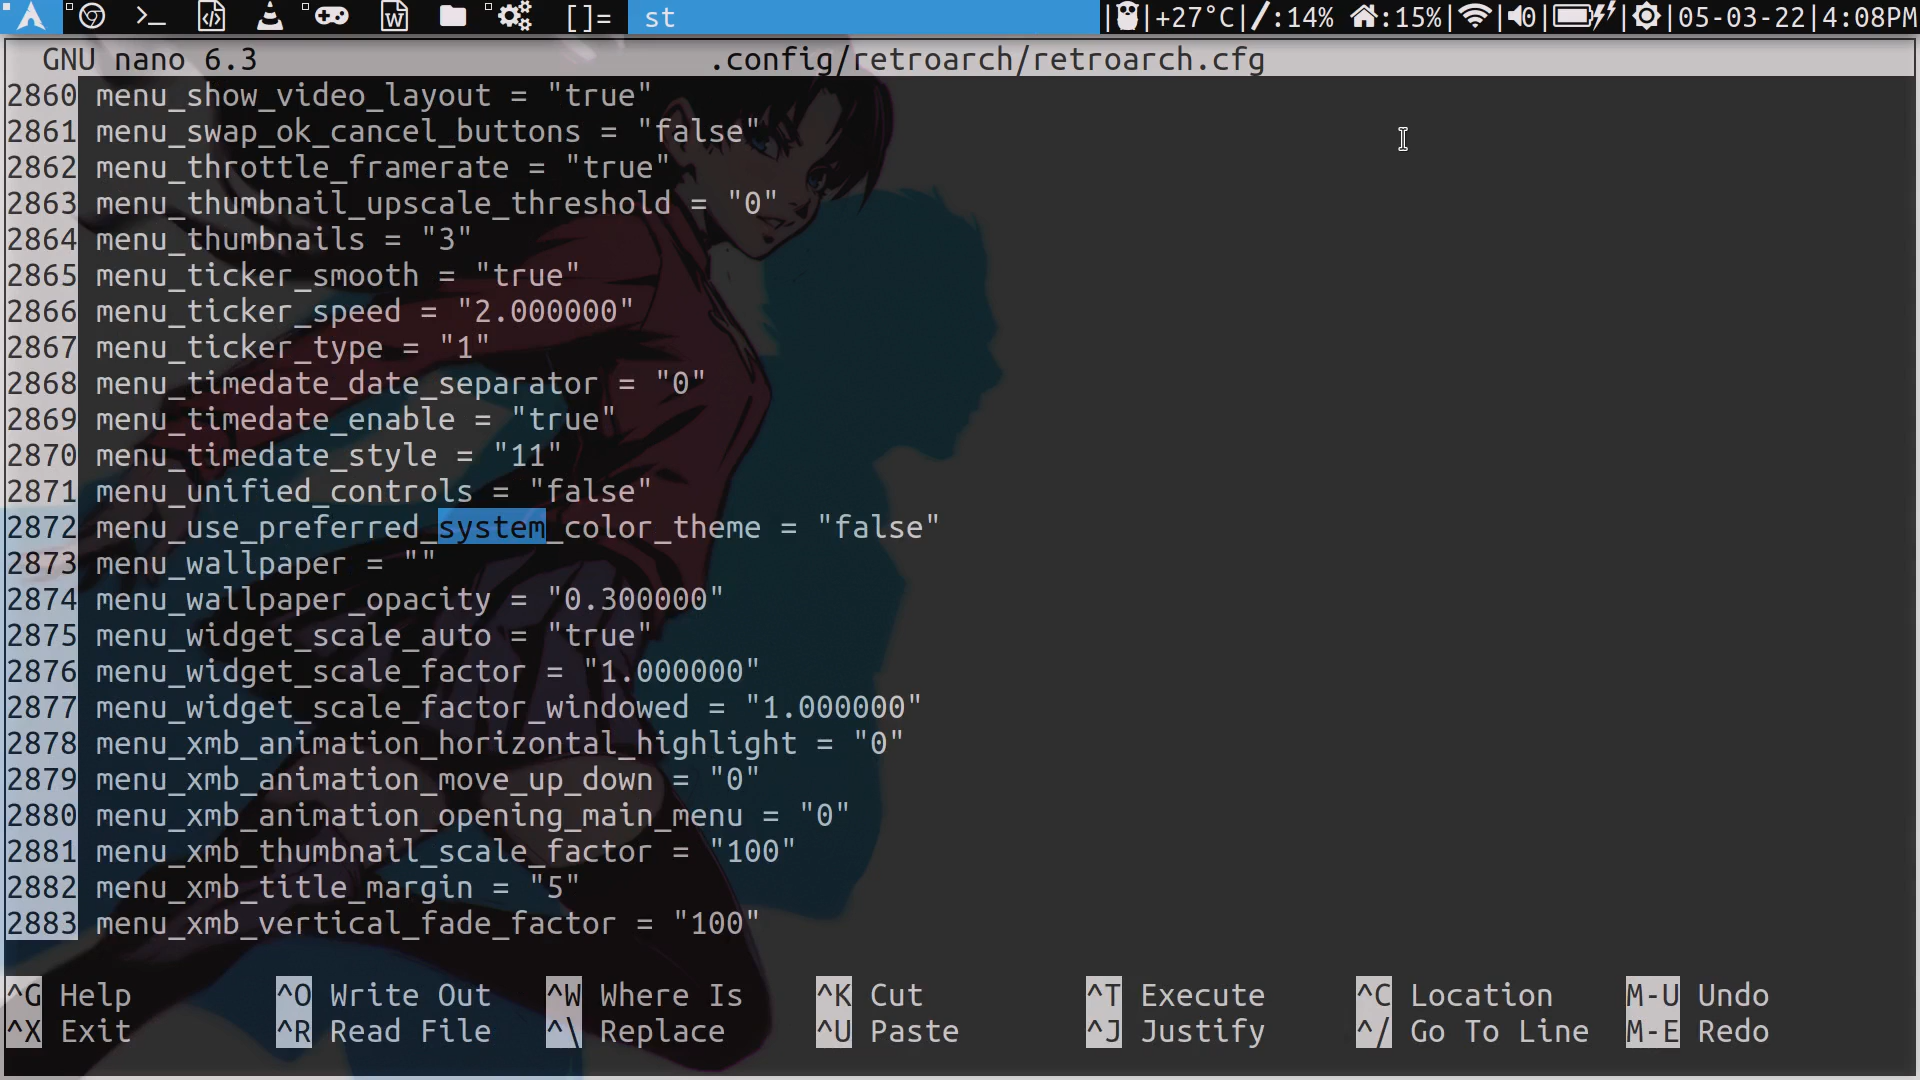 []= st |+27°C|/:14% :15%| | 0| | |05-03-22|4:08PM
GNU nano 6.3 .config/retroarch/retroarch.cfg
2860 menu_show_video_layout = "true"
2861 menu_swap_ok_cancel_buttons = "false"
2862 menu_throttle_framerate = "true"
2863 menu_thumbnail_upscale_threshold = "0"
2864 menu_thumbnails = "3"
2865 menu_ticker_smooth = "true"
2866 menu_ticker_speed = "2.000000"
2867 menu_ticker_type = "1"
2868 menu_timedate_date_separator = "0"
2869 menu_timedate_enable = "true"
2870 menu_timedate_style = "11"
2871 menu_unified_controls = "false"
2872 menu_use_preferred_system_color_theme = "false"
2873 menu_wallpaper = ""
2874 menu_wallpaper_opacity = "0.300000"
2875 menu_widget_scale_auto = "true"
2876 menu_widget_scale_factor = "1.000000"
2877 menu_widget_scale_factor_windowed = "1.000000"
2878 menu_xmb_animation_horizontal_highlight = "0"
2879 menu_xmb_animation_move_up_down = "0"
2880 menu_xmb_animation_opening_main_menu = "0"
2881 menu_xmb_thumbnail_scale_factor = "100"
2882 menu_xmb_title_margin = "5"
2883 menu_xmb_vertical_fade_factor = "100"
^G Help ^O Write Out ^W Where Is ^K Cut ^T Execute ^C Location M-U Undo
^X Exit ^R Read File ^\ Replace ^U Paste ^J Justify ^/ Go To Line M-E Redo